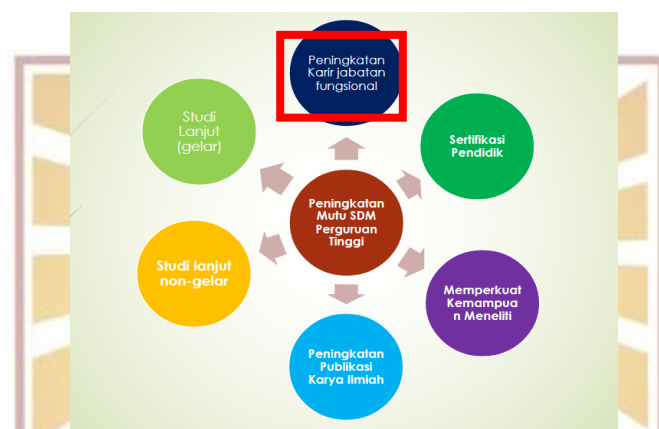 Peningkatan
Karir jabatan
fungsional
Studi
Lanjut
(gelar)
Sertifikasi
Pendidik
Peningkatan
Mutu SDM
Perguruan
Tinggi
Studi lanjut
non-gelar
Memperkuat
Kemampua
n Meneliti
Peningkatan
Publikasi
Karya Ilmiah